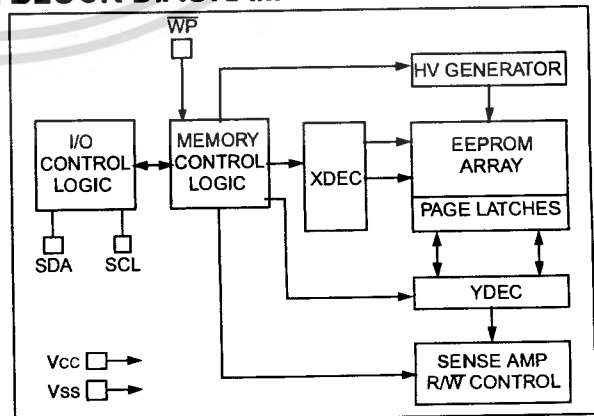 BLOCK DIAGRAM
W̅P̅
HV GENERATOR
I/O
CONTROL
LOGIC
MEMORY
CONTROL
LOGIC
XDEC
EEPROM
ARRAY
PAGE LATCHES
SDA
SCL
YDEC
Vcc
Vss
SENSE AMP
R/W̅ CONTROL